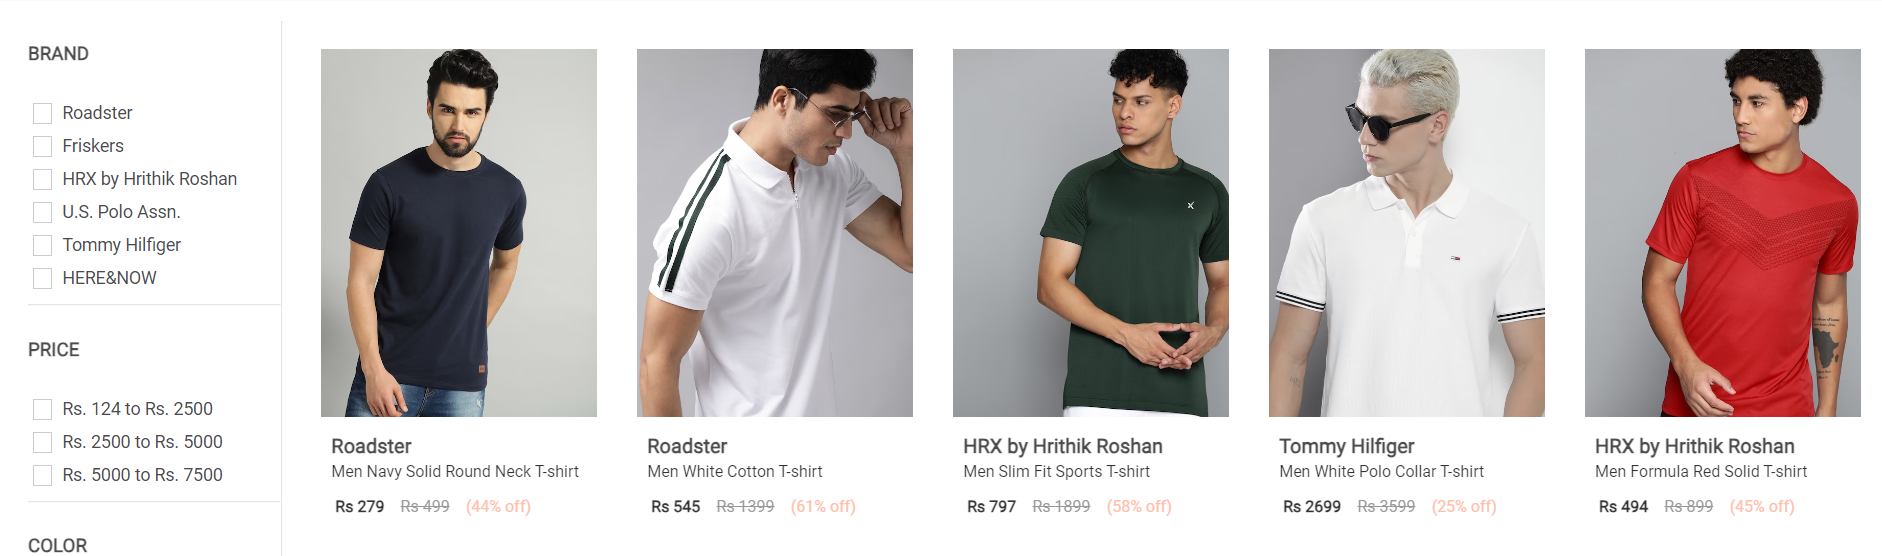 BRAND
Roadster
Friskers
HRX by Hrithik Roshan
U.S. Polo Assn.
Tommy Hilfiger
HERE&NOW
PRICE
Rs. 124 to Rs. 2500
Rs. 2500 to Rs. 5000
Rs. 5000 to Rs. 7500
COLOR
Roadster
Men Navy Solid Round Neck T-shirt
Rs 279 Rs 499 (44% off)
Roadster
Men White Cotton T-shirt
Rs 545 Rs 1399 (61% off)
HRX by Hrithik Roshan
Men Slim Fit Sports T-shirt
Rs 797 Rs 1899 (58% off)
Tommy Hilfiger
Men White Polo Collar T-shirt
Rs 2699 Rs 3599 (25% off)
HRX by Hrithik Roshan
Men Formula Red Solid T-shirt
Rs 494 Rs 899 (45% off)